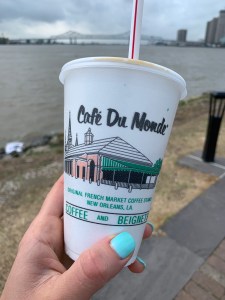 Café Du Monde
ORIGINAL FRENCH MARKET COFFEE STAND
NEW ORLEANS, LA
COFFEE AND BEIGNETS